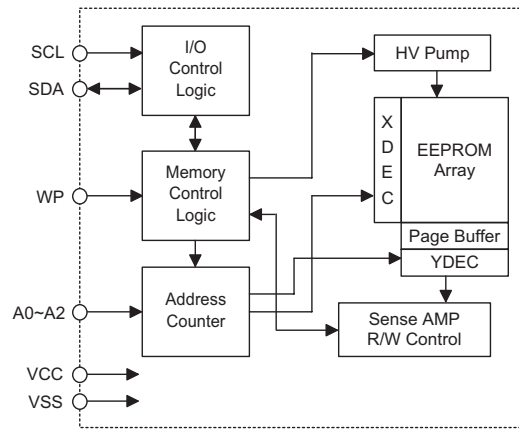 SCL
SDA
WP
A0~A2
VCC
VSS
I/O
Control
Logic
Memory
Control
Logic
Address
Counter
HV Pump
X
D
E
C
EEPROM
Array
Page Buffer
YDEC
Sense AMP
R/W Control